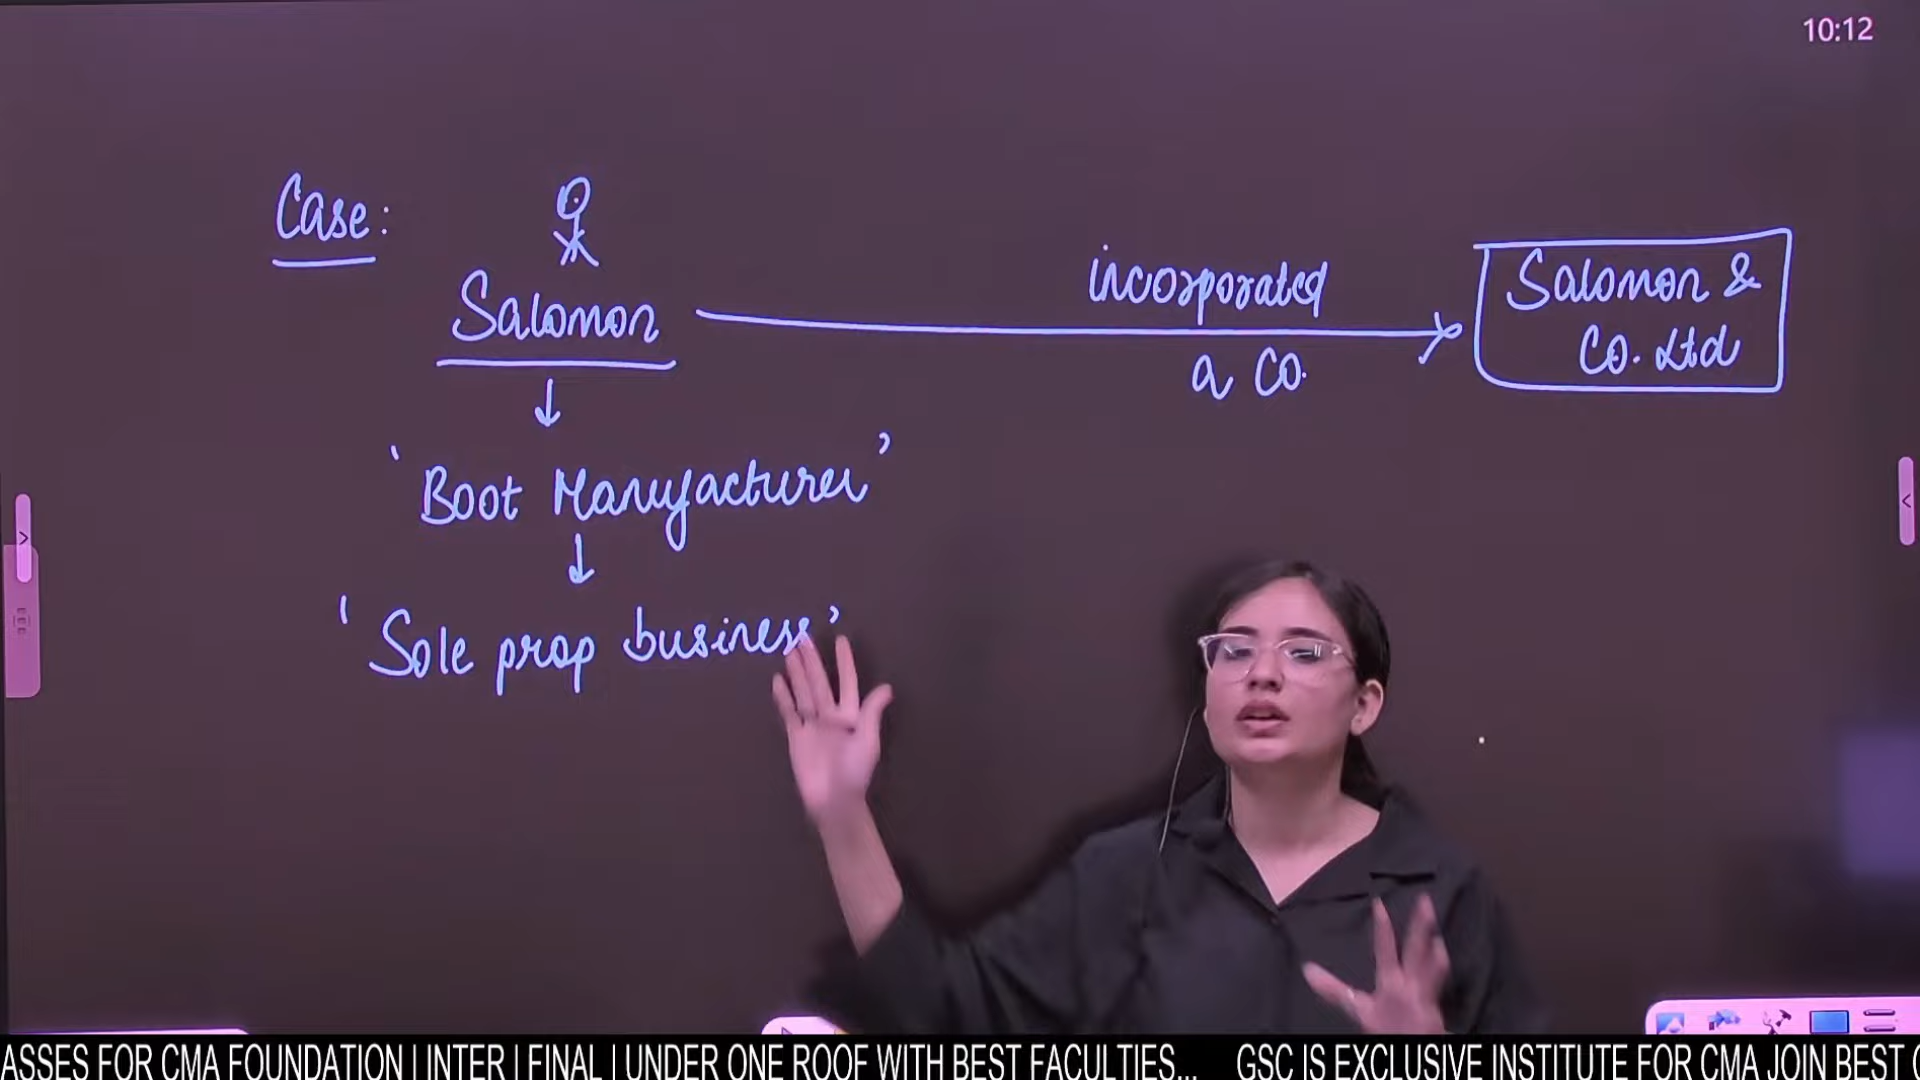 10:12
Case:
Salomon
incorporated
a Co.
Salomon &
Co. Ltd
'Boot Manufacturer'
'Sole prop business'
ASSES FOR CMA FOUNDATION | INTER | FINAL | UNDER ONE ROOF WITH BEST FACULTIES... GSC IS EXCLUSIVE INSTITUTE FOR CMA JOIN BEST